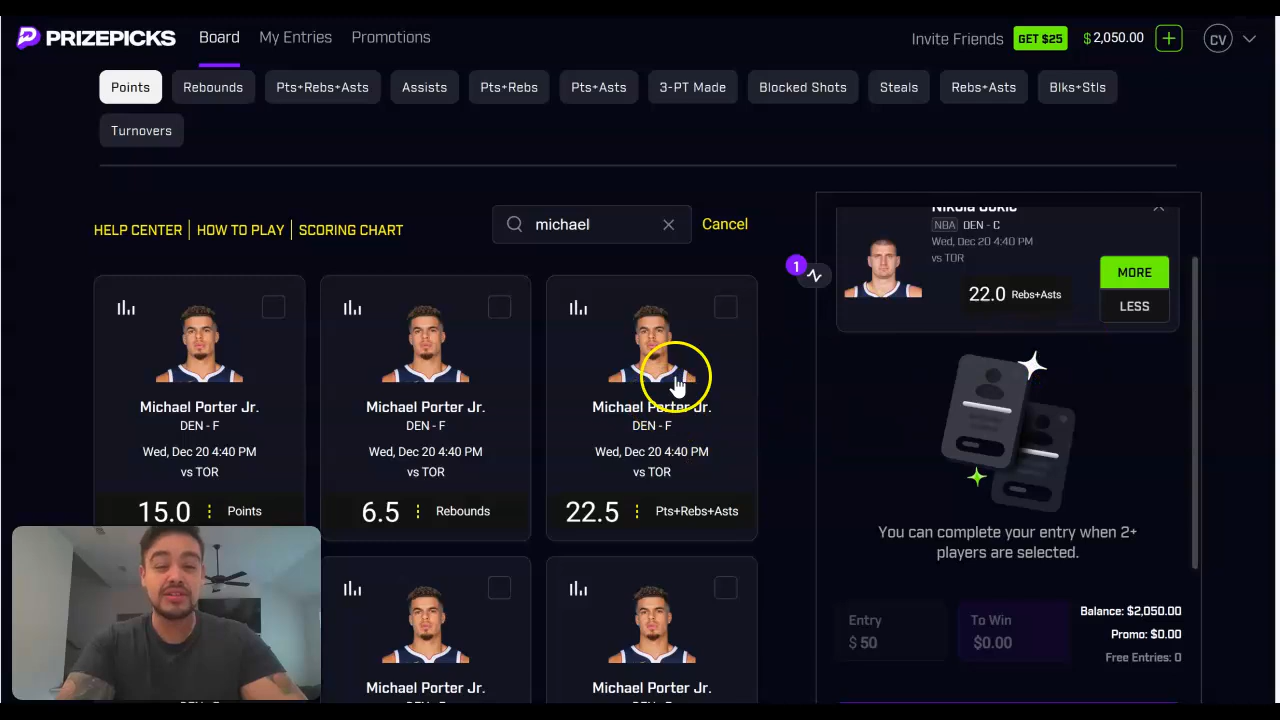 PRIZEPICKS
Board
My Entries
Promotions
Invite Friends
GET $25
$ 2,050.00
CV
Points
Rebounds
Pts+Rebs+Asts
Assists
Pts+Rebs
Pts+Asts
3-PT Made
Blocked Shots
Steals
Rebs+Asts
Blks+Stls
Turnovers
HELP CENTER
HOW TO PLAY
SCORING CHART
michael
Cancel
Michael Porter Jr.
DEN - F
Wed, Dec 20 4:40 PM
vs TOR
15.0 Points
Michael Porter Jr.
DEN - F
Wed, Dec 20 4:40 PM
vs TOR
6.5 Rebounds
Michael Porter Jr.
DEN - F
Wed, Dec 20 4:40 PM
vs TOR
22.5 Pts+Rebs+Asts
Michael Porter Jr.
Michael Porter Jr.
1
Nikola Jokic
NBA DEN - C
Wed, Dec 20 4:40 PM
vs TOR
22.0 Rebs+Asts
MORE
LESS
You can complete your entry when 2+
players are selected.
Entry
$ 50
To Win
$0.00
Balance: $2,050.00
Promo: $0.00
Free Entries: 0